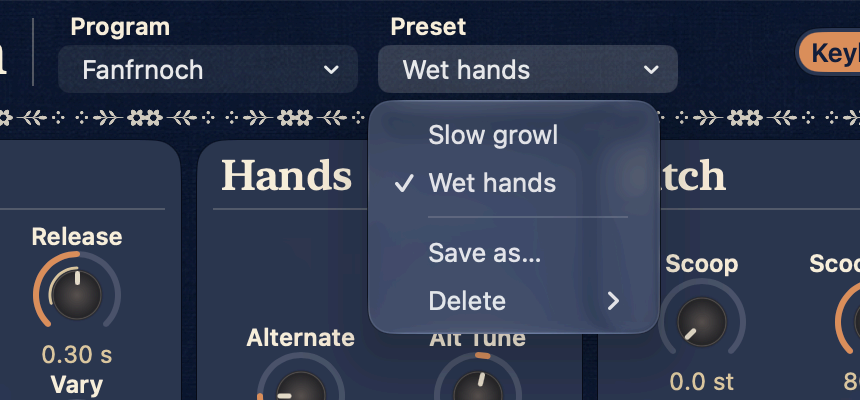 Program
Preset
Fanfrnoch
Wet hands
Slow growl
Wet hands
Save as...
Delete
Hands
Release
0.30 s
Vary
Alternate
Alt Tune
Scoop
0.0 st